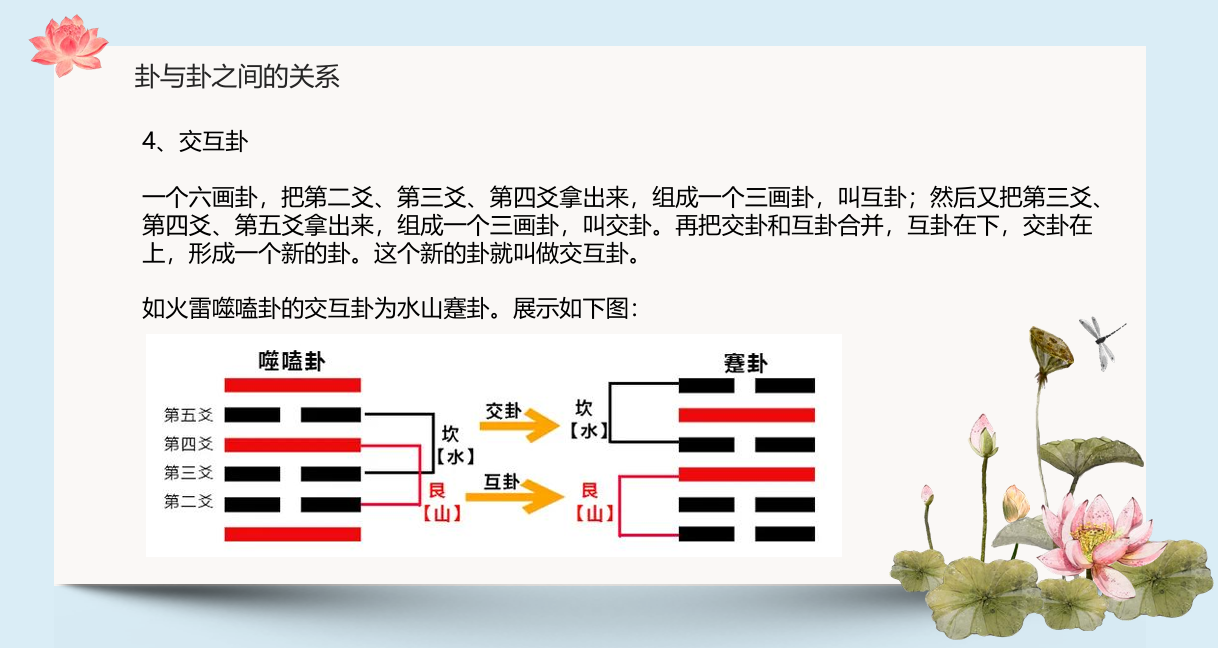 卦与卦之间的关系
4、交互卦
一个六画卦，把第二爻、第三爻、第四爻拿出来，组成一个三画卦，叫互卦；然后又把第三爻、
第四爻、第五爻拿出来，组成一个三画卦，叫交卦。再把交卦和互卦合并，互卦在下，交卦在
上，形成一个新的卦。这个新的卦就叫做交互卦。
如火雷噬嗑卦的交互卦为水山蹇卦。展示如下图：
噬嗑卦
第五爻
第四爻
第三爻
第二爻
坎
【水】
艮
【山】
交卦
互卦
蹇卦
坎
【水】
艮
【山】